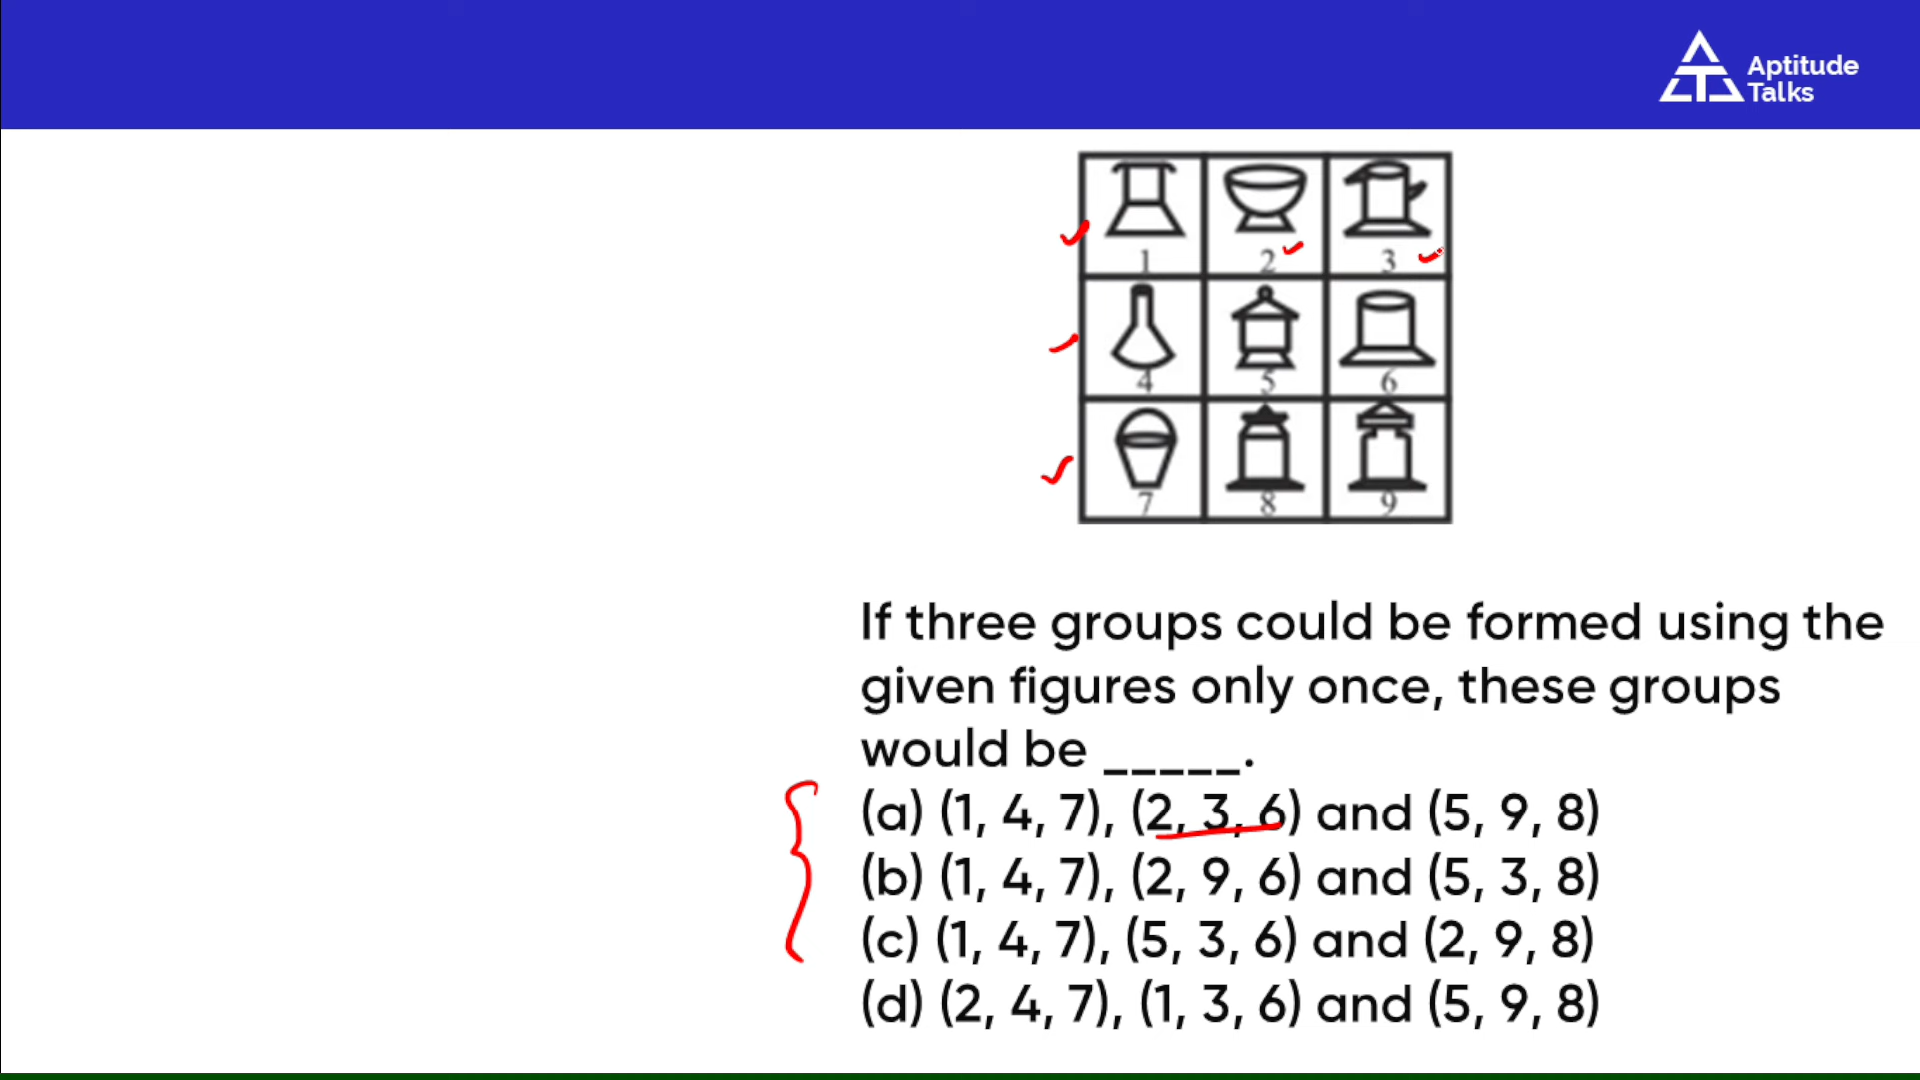 Aptitude
Talks
1 2 3
4 5 6
7 8 9
If three groups could be formed using the
given figures only once, these groups
would be _____.
(a) (1, 4, 7), (2, 3, 6) and (5, 9, 8)
(b) (1, 4, 7), (2, 9, 6) and (5, 3, 8)
(c) (1, 4, 7), (5, 3, 6) and (2, 9, 8)
(d) (2, 4, 7), (1, 3, 6) and (5, 9, 8)